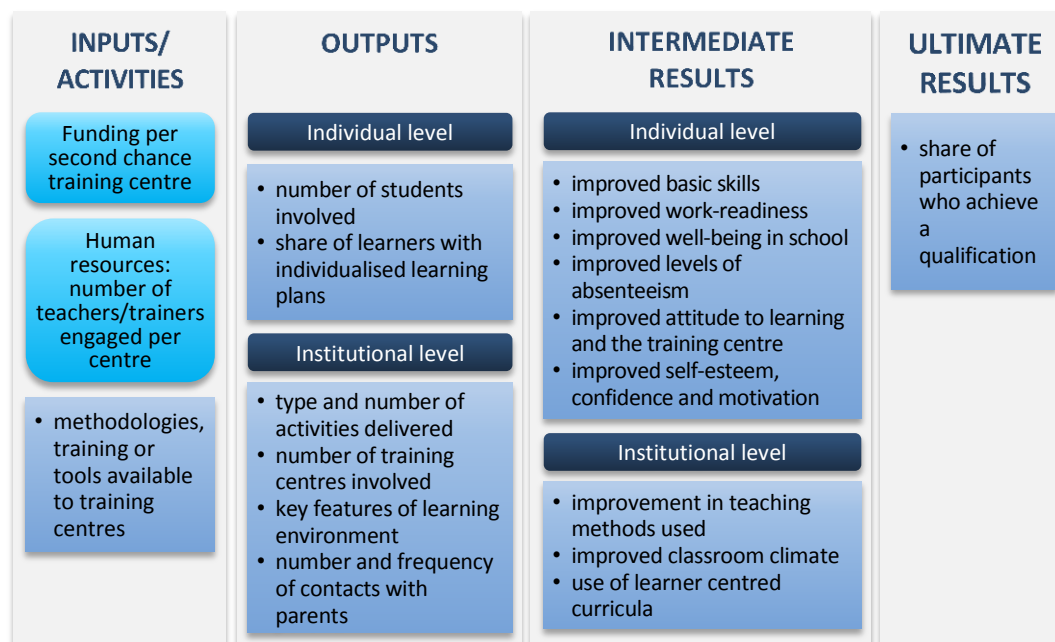 INPUTS/
ACTIVITIES
Funding per
second chance
training centre
Human
resources:
number of
teachers/trainers
engaged per
centre
• methodologies,
training or
tools available
to training
centres
OUTPUTS
Individual level
• number of students
involved
• share of learners with
individualised learning
plans
Institutional level
• type and number of
activities delivered
• number of training
centres involved
• key features of learning
environment
• number and frequency
of contacts with
parents
INTERMEDIATE
RESULTS
Individual level
• improved basic skills
• improved work-readiness
• improved well-being in school
• improved levels of
absenteeism
• improved attitude to learning
and the training centre
• improved self-esteem,
confidence and motivation
Institutional level
• improvement in teaching
methods used
• improved classroom climate
• use of learner centred
curricula
ULTIMATE
RESULTS
• share of
participants
who achieve
a
qualification